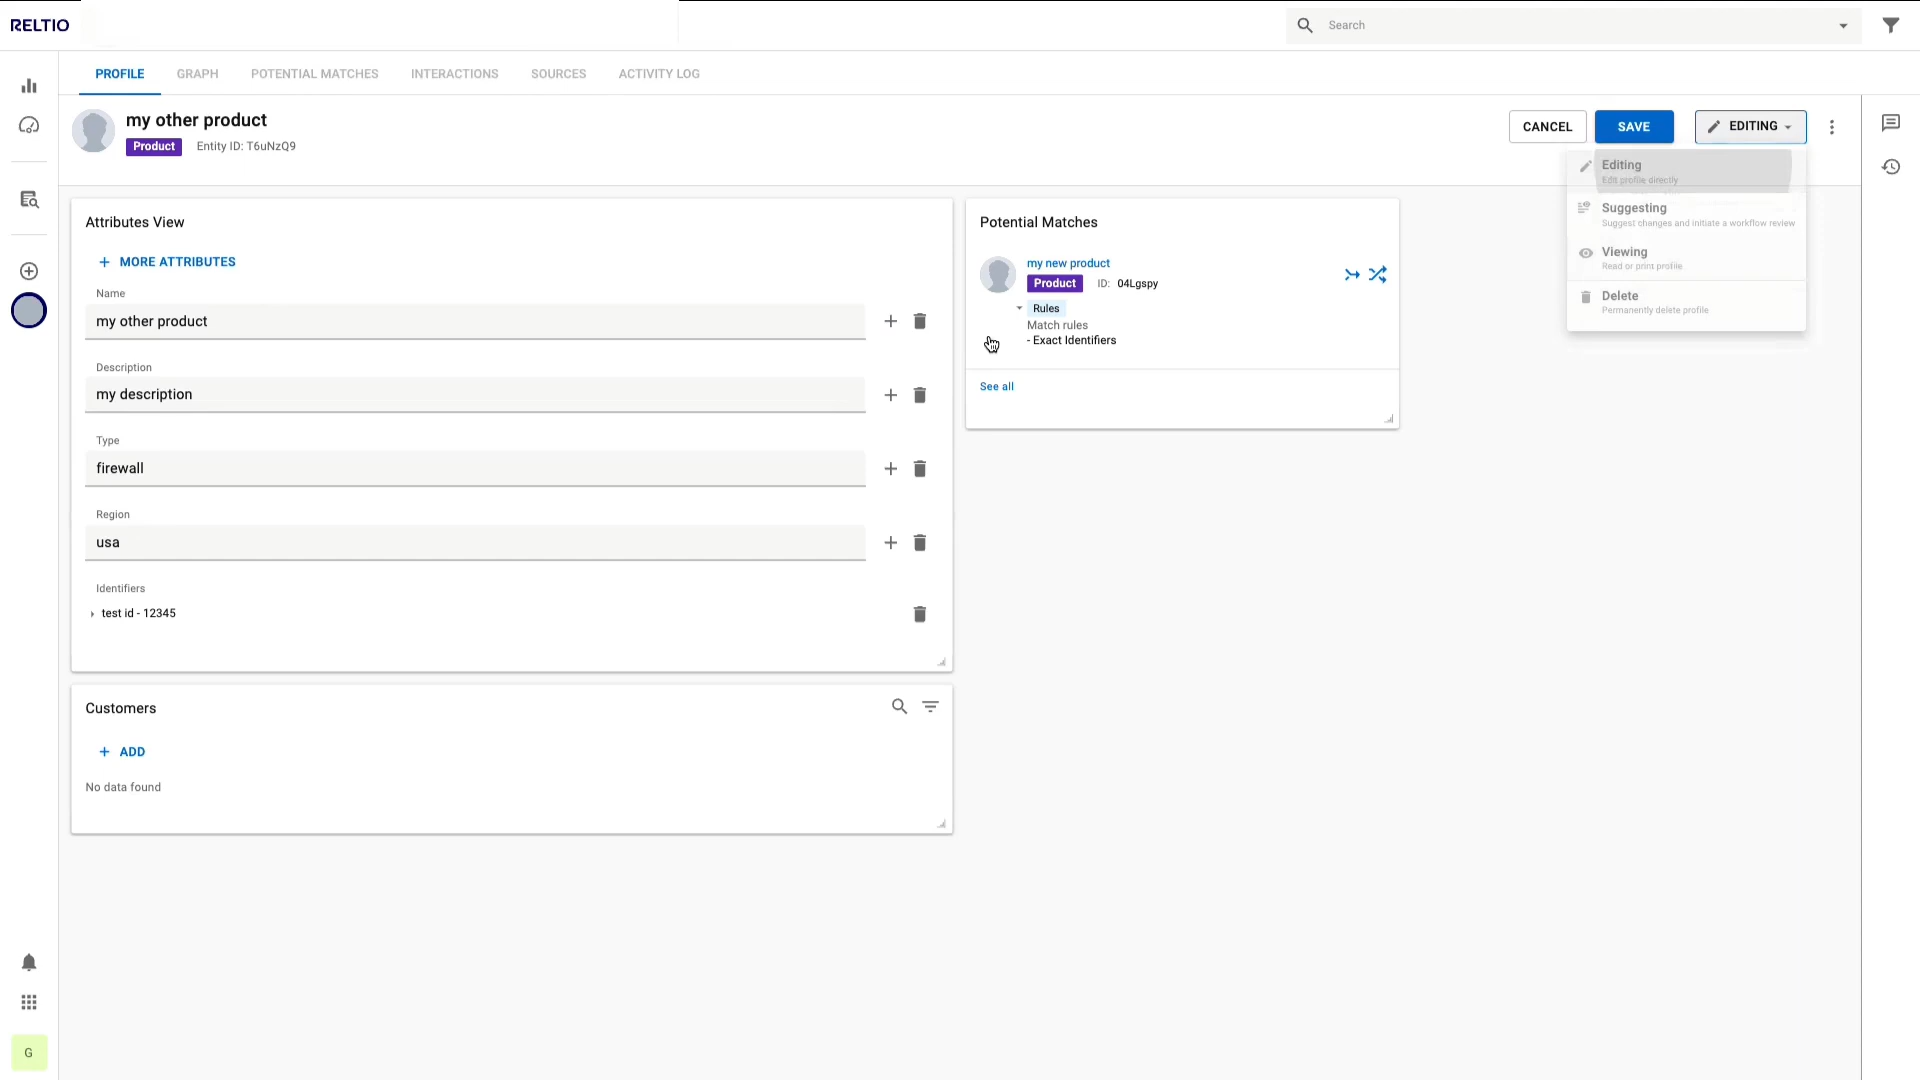 RELTIO
Search
PROFILE
GRAPH
POTENTIAL MATCHES
INTERACTIONS
SOURCES
ACTIVITY LOG
my other product
Product
Entity ID: T6uNzQ9
CANCEL
SAVE
EDITING
Editing
Edit profile directly
Suggesting
Suggest changes and initiate a workflow review
Viewing
Read or print profile
Delete
Permanently delete profile
Attributes View
+ MORE ATTRIBUTES
Name
my other product
Description
my description
Type
firewall
Region
usa
Identifiers
test id - 12345
Potential Matches
my new product
Product
ID: 04Lgspy
Rules
Match rules
- Exact Identifiers
See all
Customers
+ ADD
No data found
G